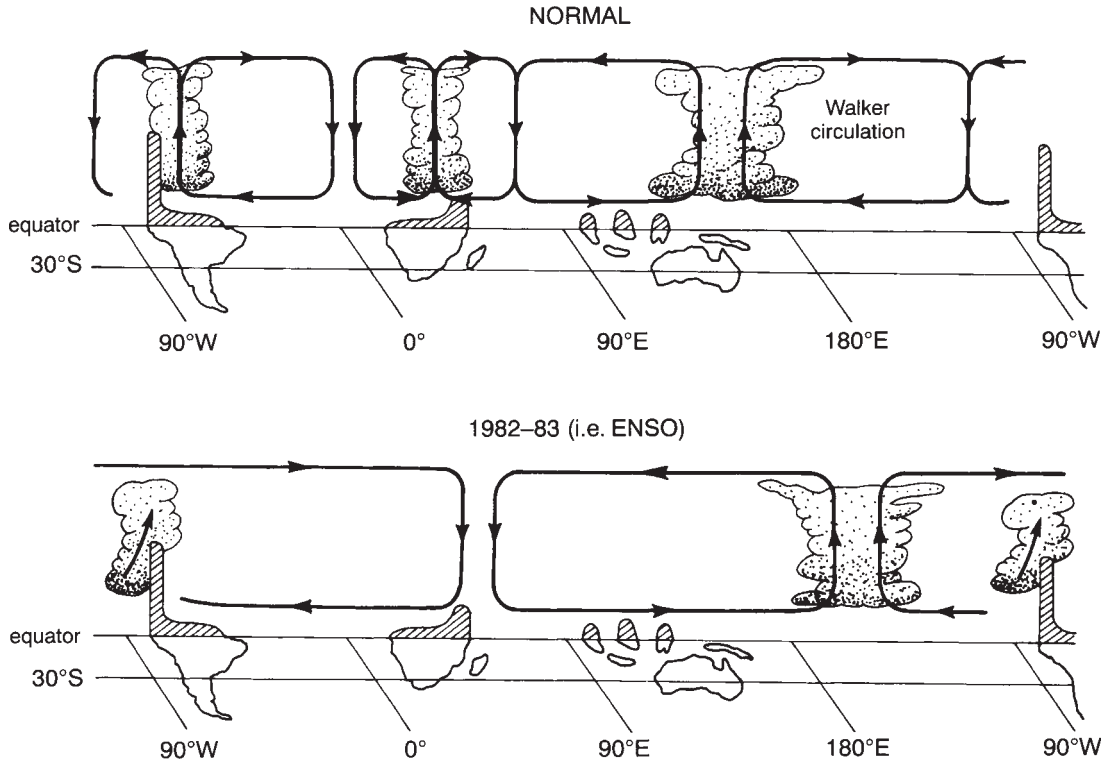 NORMAL
Walker
circulation
equator
30°S
90°W 0° 90°E 180°E 90°W
1982–83 (i.e. ENSO)
equator
30°S
90°W 0° 90°E 180°E 90°W